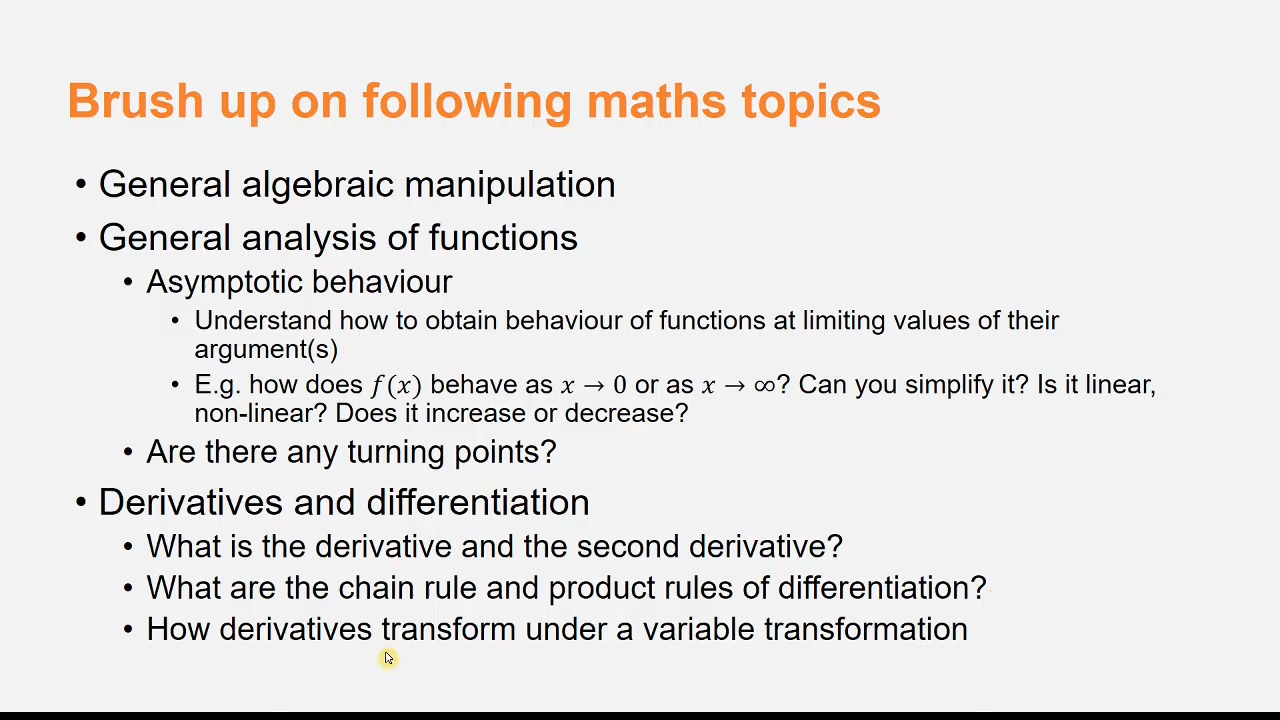 Brush up on following maths topics
• General algebraic manipulation
• General analysis of functions
• Asymptotic behaviour
• Understand how to obtain behaviour of functions at limiting values of their
argument(s)
• E.g. how does f(x) behave as x → 0 or as x → ∞? Can you simplify it? Is it linear,
non-linear? Does it increase or decrease?
• Are there any turning points?
• Derivatives and differentiation
• What is the derivative and the second derivative?
• What are the chain rule and product rules of differentiation?
• How derivatives transform under a variable transformation